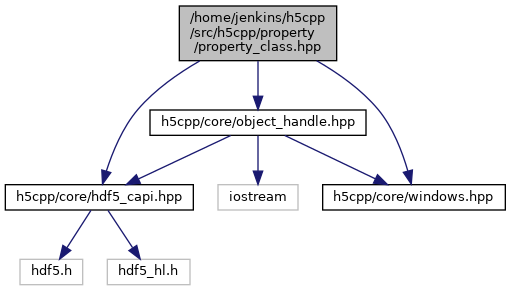 /home/jenkins/h5cpp
/src/h5cpp/property
/property_class.hpp
h5cpp/core/object_handle.hpp
h5cpp/core/hdf5_capi.hpp
iostream
h5cpp/core/windows.hpp
hdf5.h
hdf5_hl.h